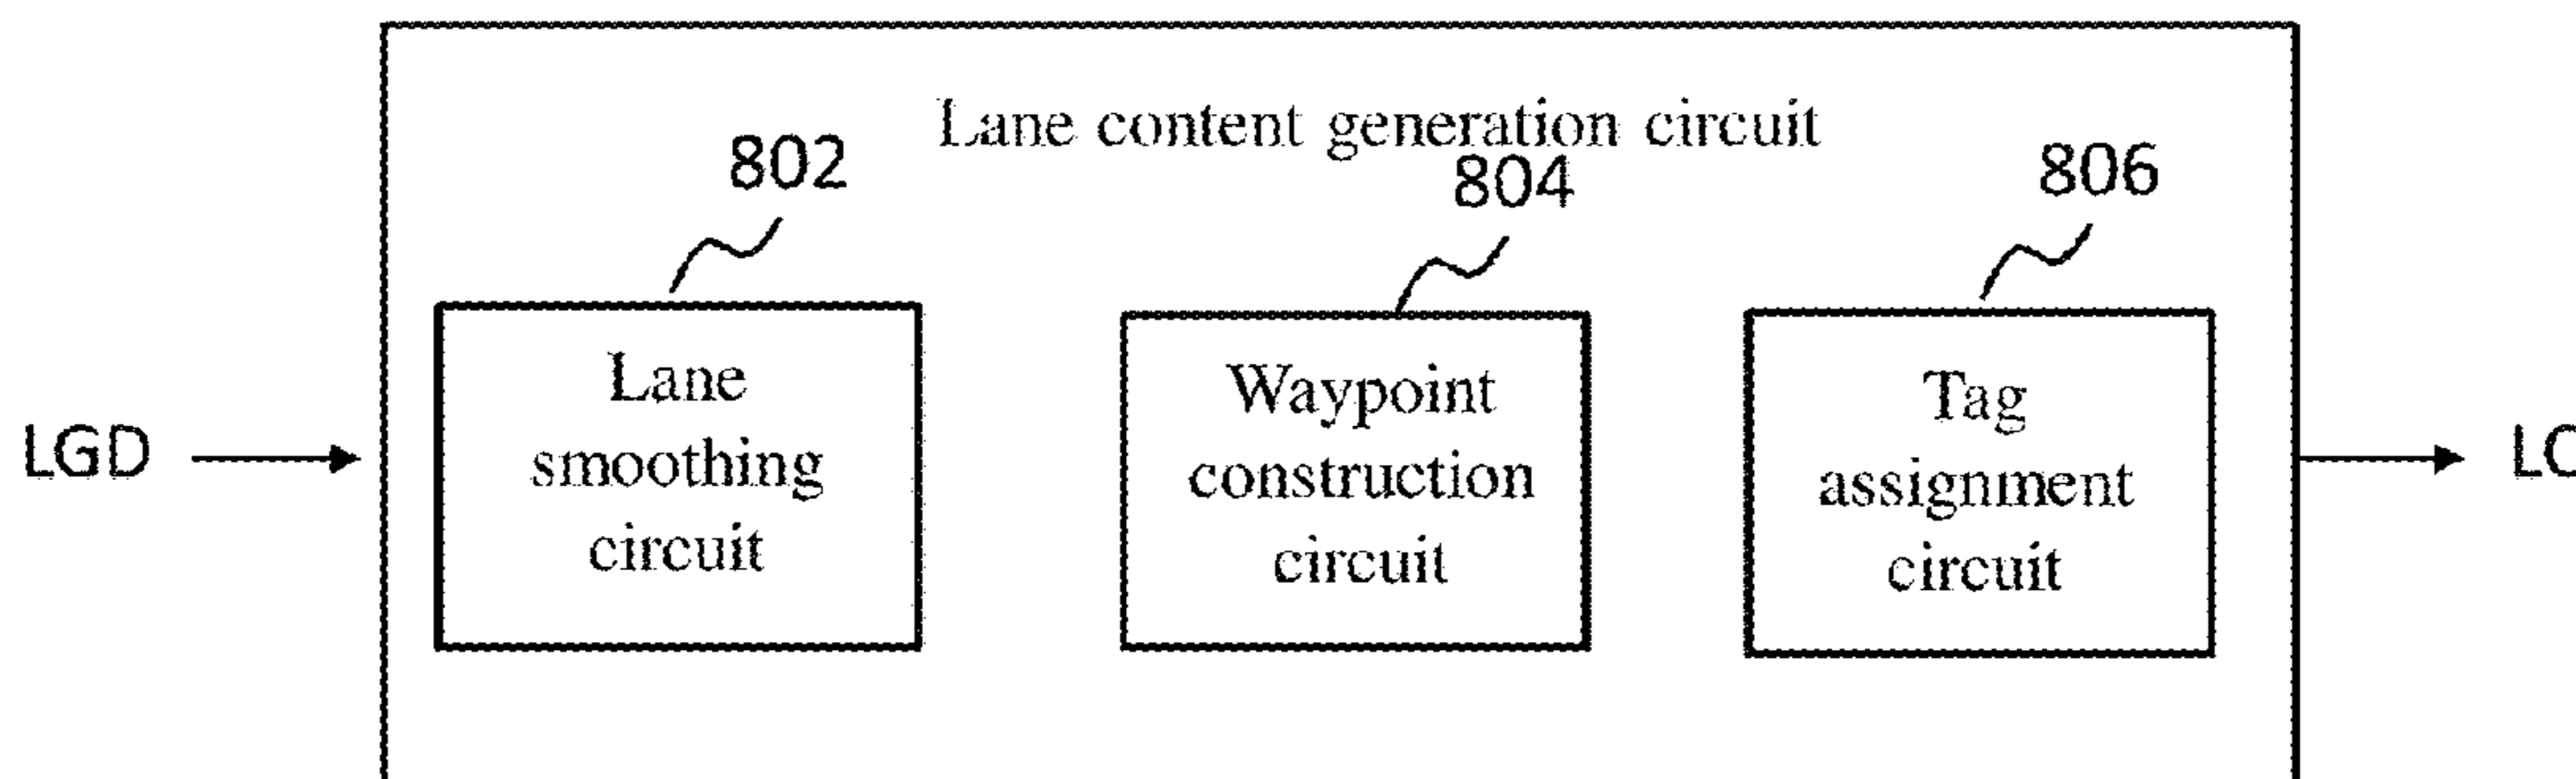 Lane content generation circuit
802
804
806
Lane
smoothing
circuit
Waypoint
construction
circuit
Tag
assignment
circuit
LGD